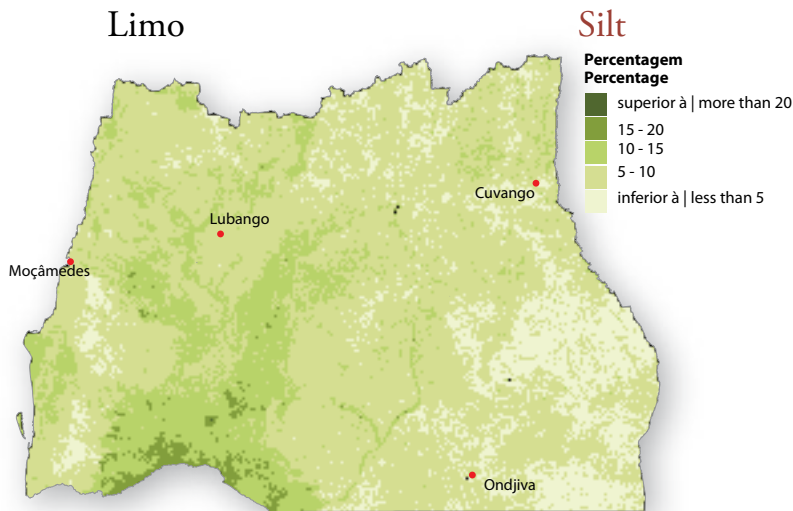 Limo
Silt
Percentagem
Percentage
superior à | more than 20
15 - 20
10 - 15
5 - 10
inferior à | less than 5
Cuvango
Lubango
Moçâmedes
Ondjiva